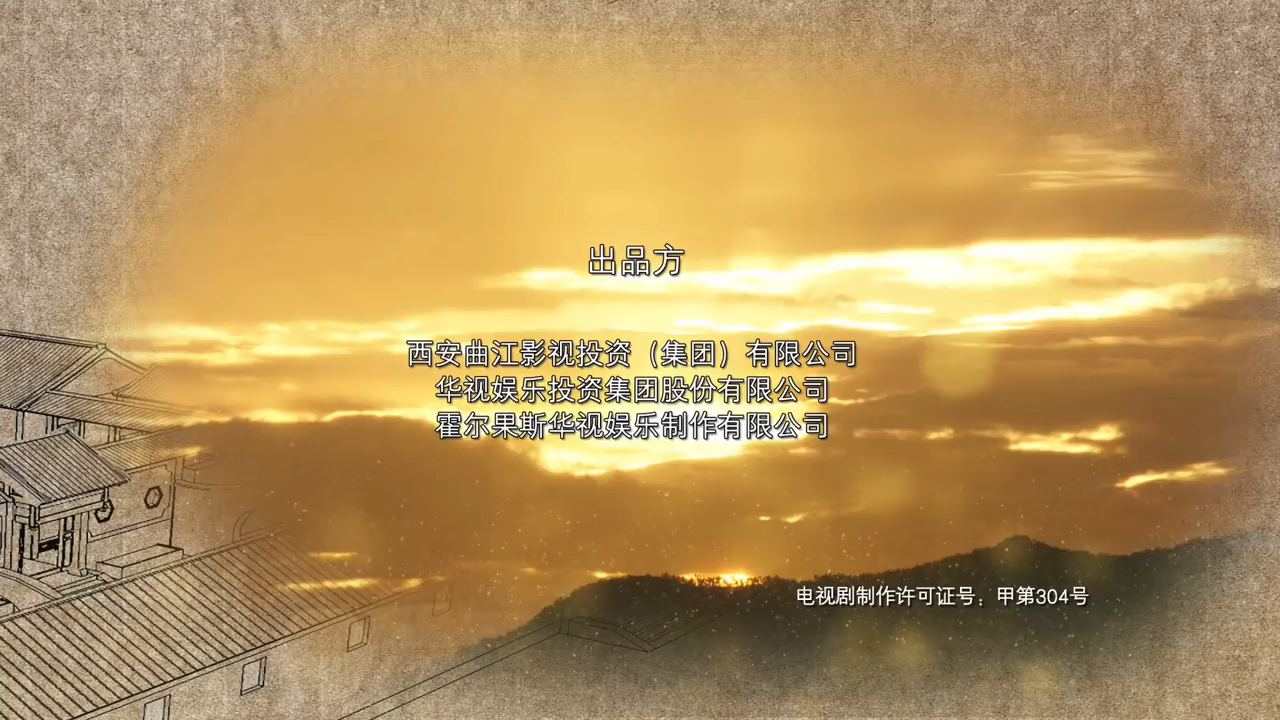 出品方
西安曲江影视投资（集团）有限公司
华视娱乐投资集团股份有限公司
霍尔果斯华视娱乐制作有限公司
电视剧制作许可证号：甲第304号